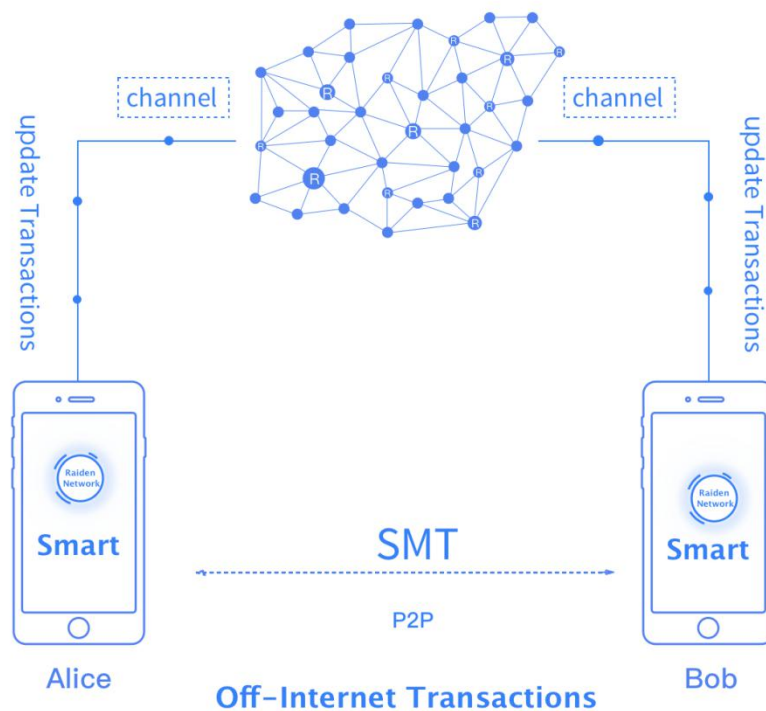 channel
channel
update Transactions
update Transactions
R
R
R
R
R
R
R
R
R
R
R
Raiden
Network
Smart
Raiden
Network
Smart
SMT
P2P
Alice
Bob
Off-Internet Transactions